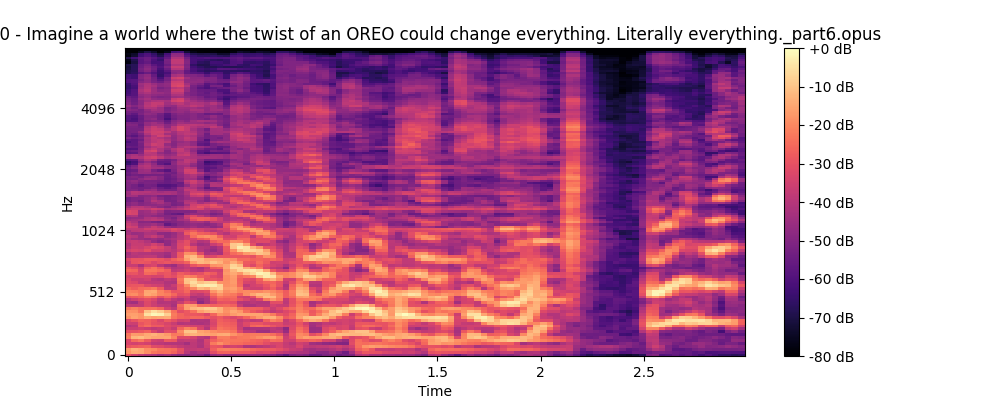 0 - Imagine a world where the twist of an OREO could change everything. Literally everything._part6.opus
+0 dB
-10 dB
-20 dB
-30 dB
-40 dB
-50 dB
-60 dB
-70 dB
-80 dB
4096
2048
1024
512
0
Hz
0
0.5
1
1.5
2
2.5
Time